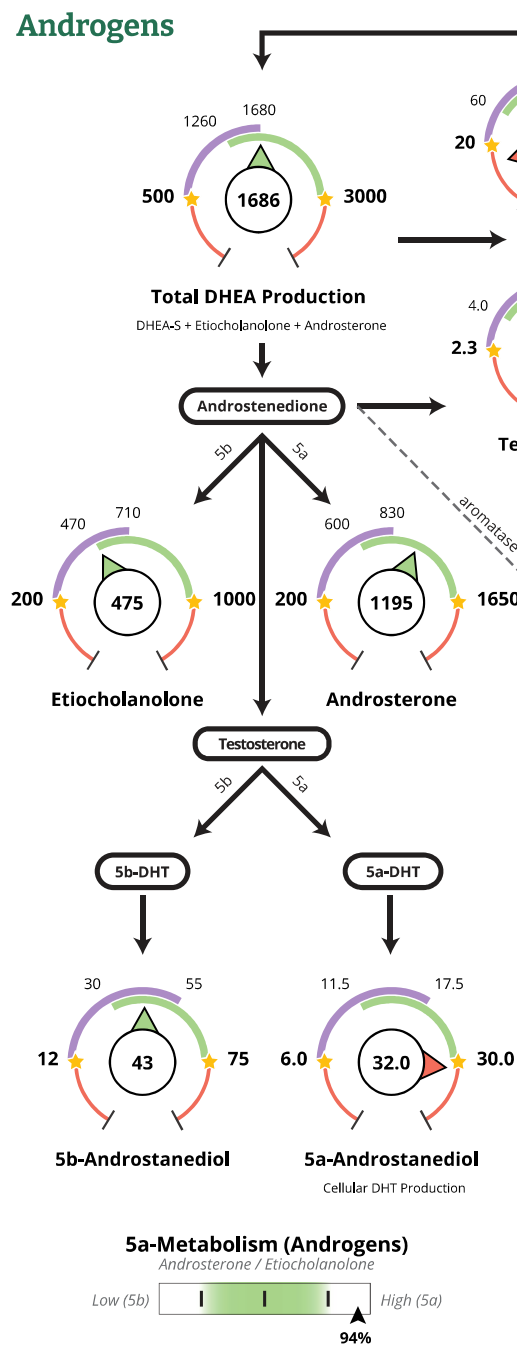 Androgens
1260
1680
60
500
1686
3000
20
Total DHEA Production
DHEA-S + Etiocholanolone + Androsterone
4.0
2.3
Androstenedione
Te
5b
5a
aromatase
470
710
600
830
200
475
1000
200
1195
1650
Etiocholanolone
Androsterone
Testosterone
5b
5a
5b-DHT
5a-DHT
30
55
11.5
17.5
12
43
75
6.0
32.0
30.0
5b-Androstanediol
5a-Androstanediol
Cellular DHT Production
5a-Metabolism (Androgens)
Androsterone / Etiocholanolone
Low (5b)
High (5a)
94%